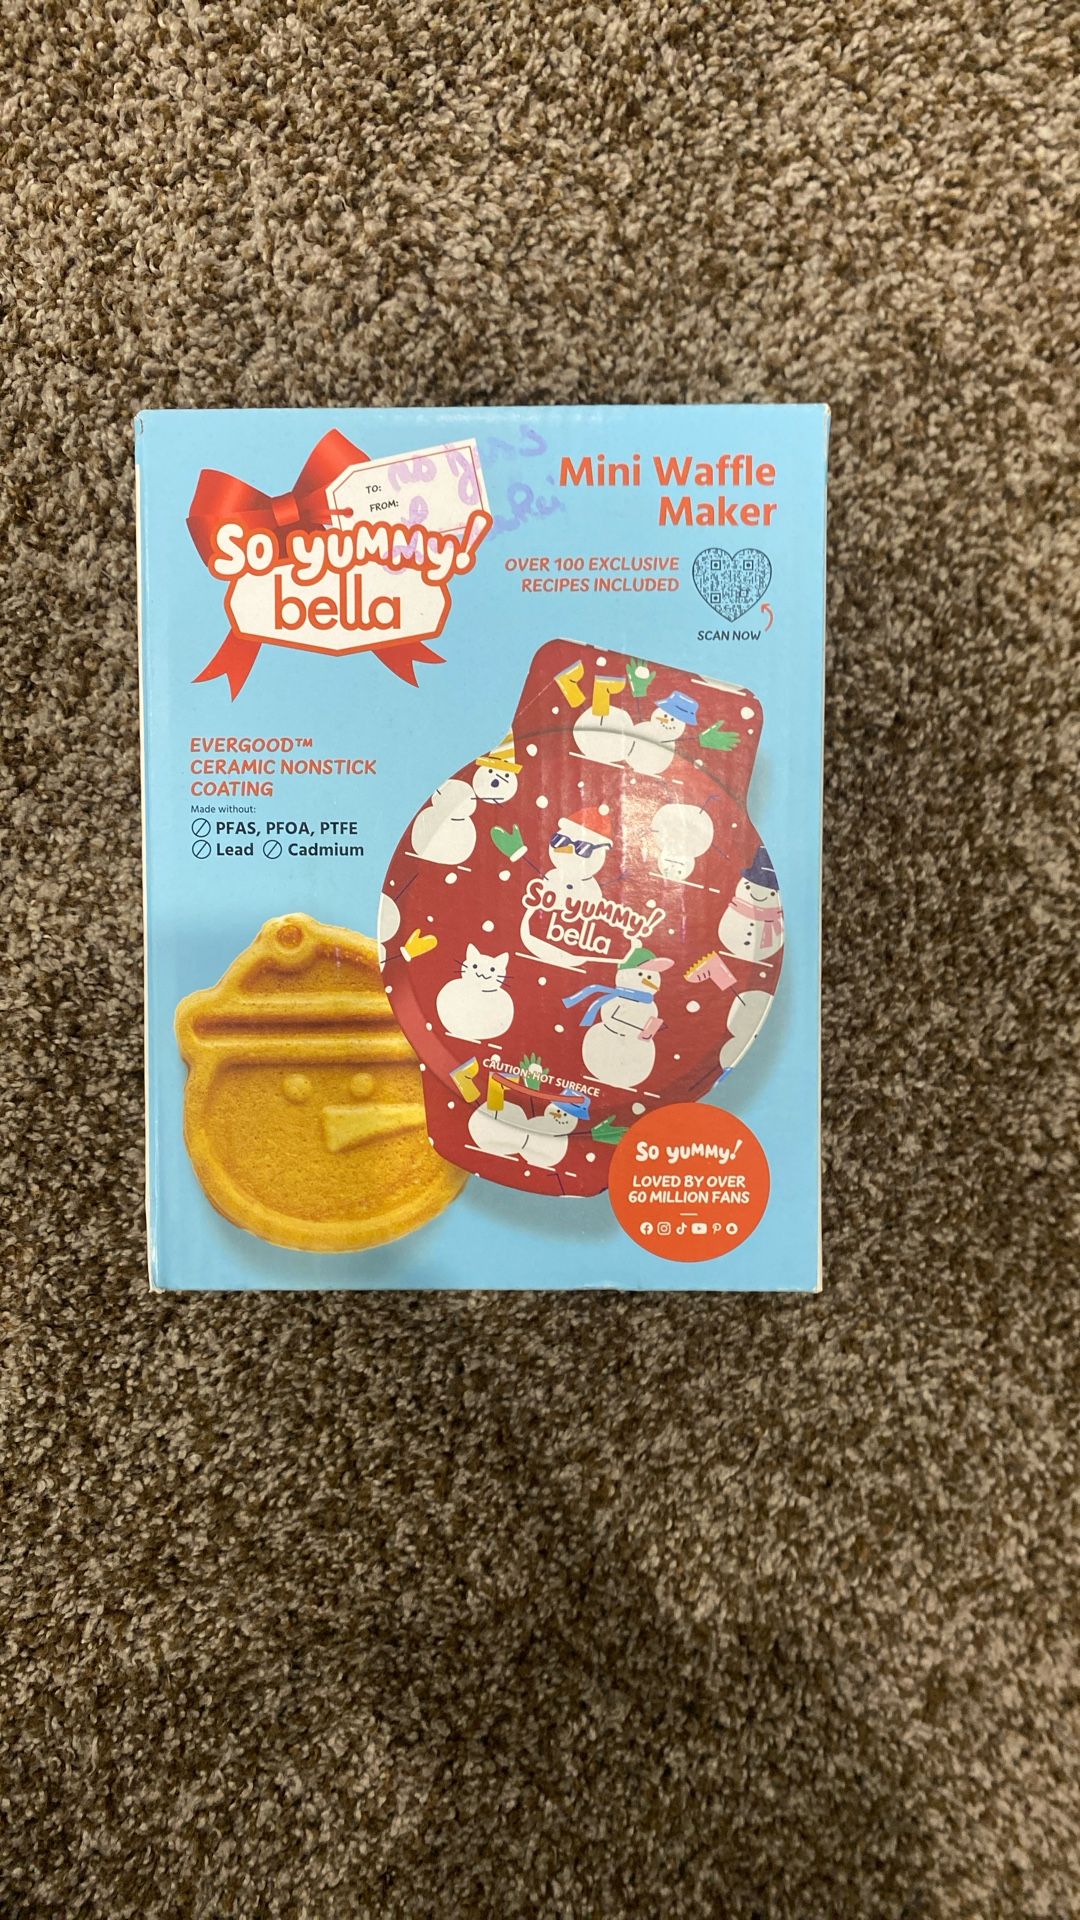 Mini Waffle
Maker
TO:
FROM:
So yummy!
bella
OVER 100 EXCLUSIVE
RECIPES INCLUDED
SCAN NOW
EVERGOOD™
CERAMIC NONSTICK
COATING
Made without:
PFAS, PFOA, PTFE
Lead Cadmium
So yummy!
bella
CAUTION: HOT SURFACE
So yummy!
LOVED BY OVER
60 MILLION FANS